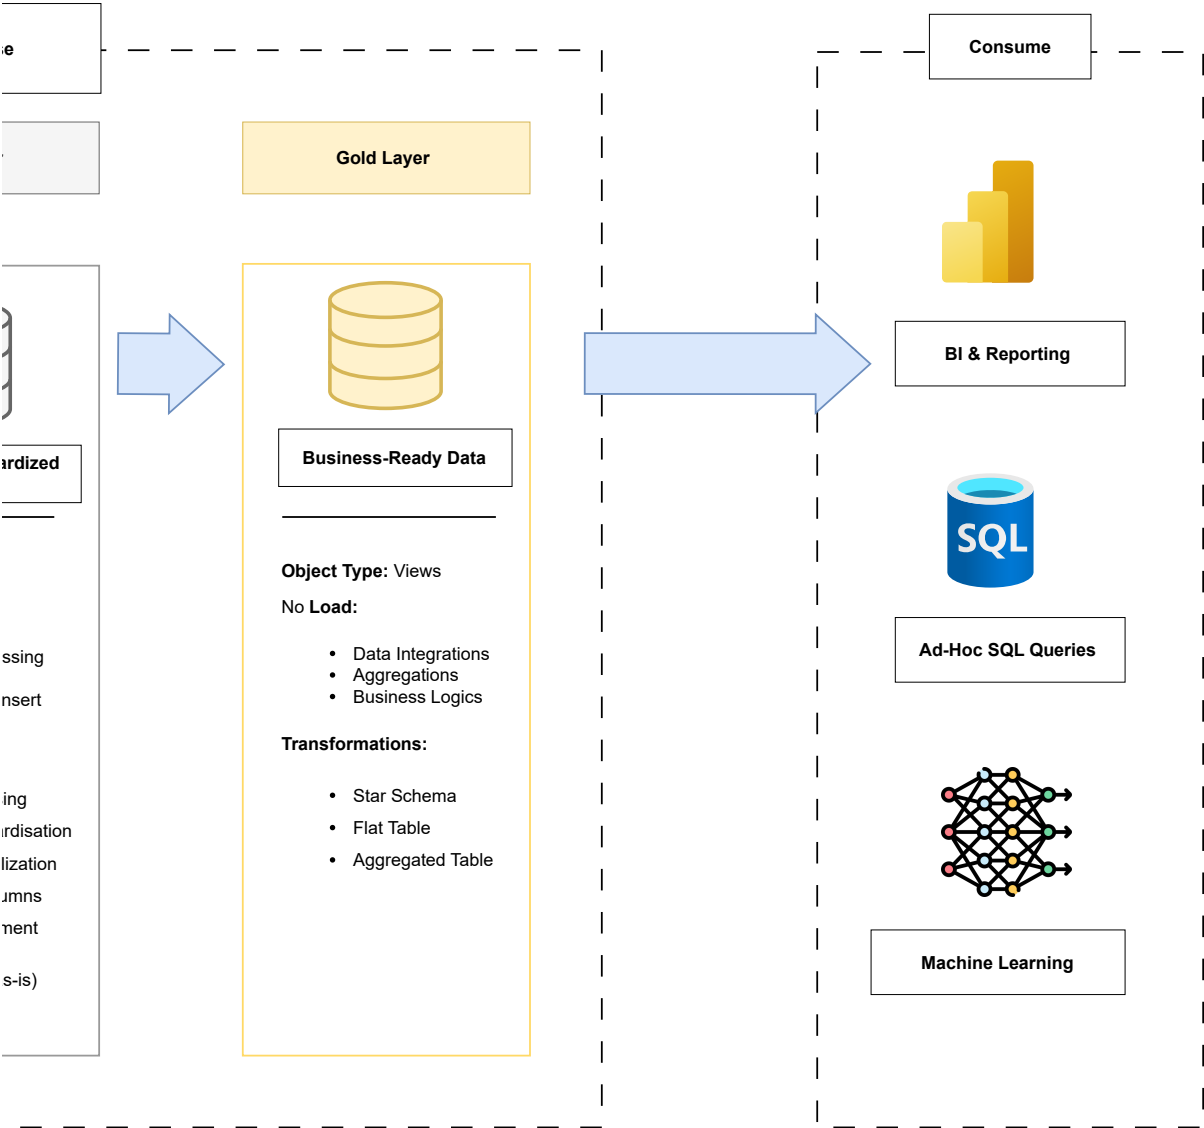 Consume
Gold Layer
BI & Reporting
Business-Ready Data
SQL
Object Type: Views
No Load:
Data Integrations
Aggregations
Business Logics
Ad-Hoc SQL Queries
Transformations:
Star Schema
Flat Table
Aggregated Table
Machine Learning
s-is)